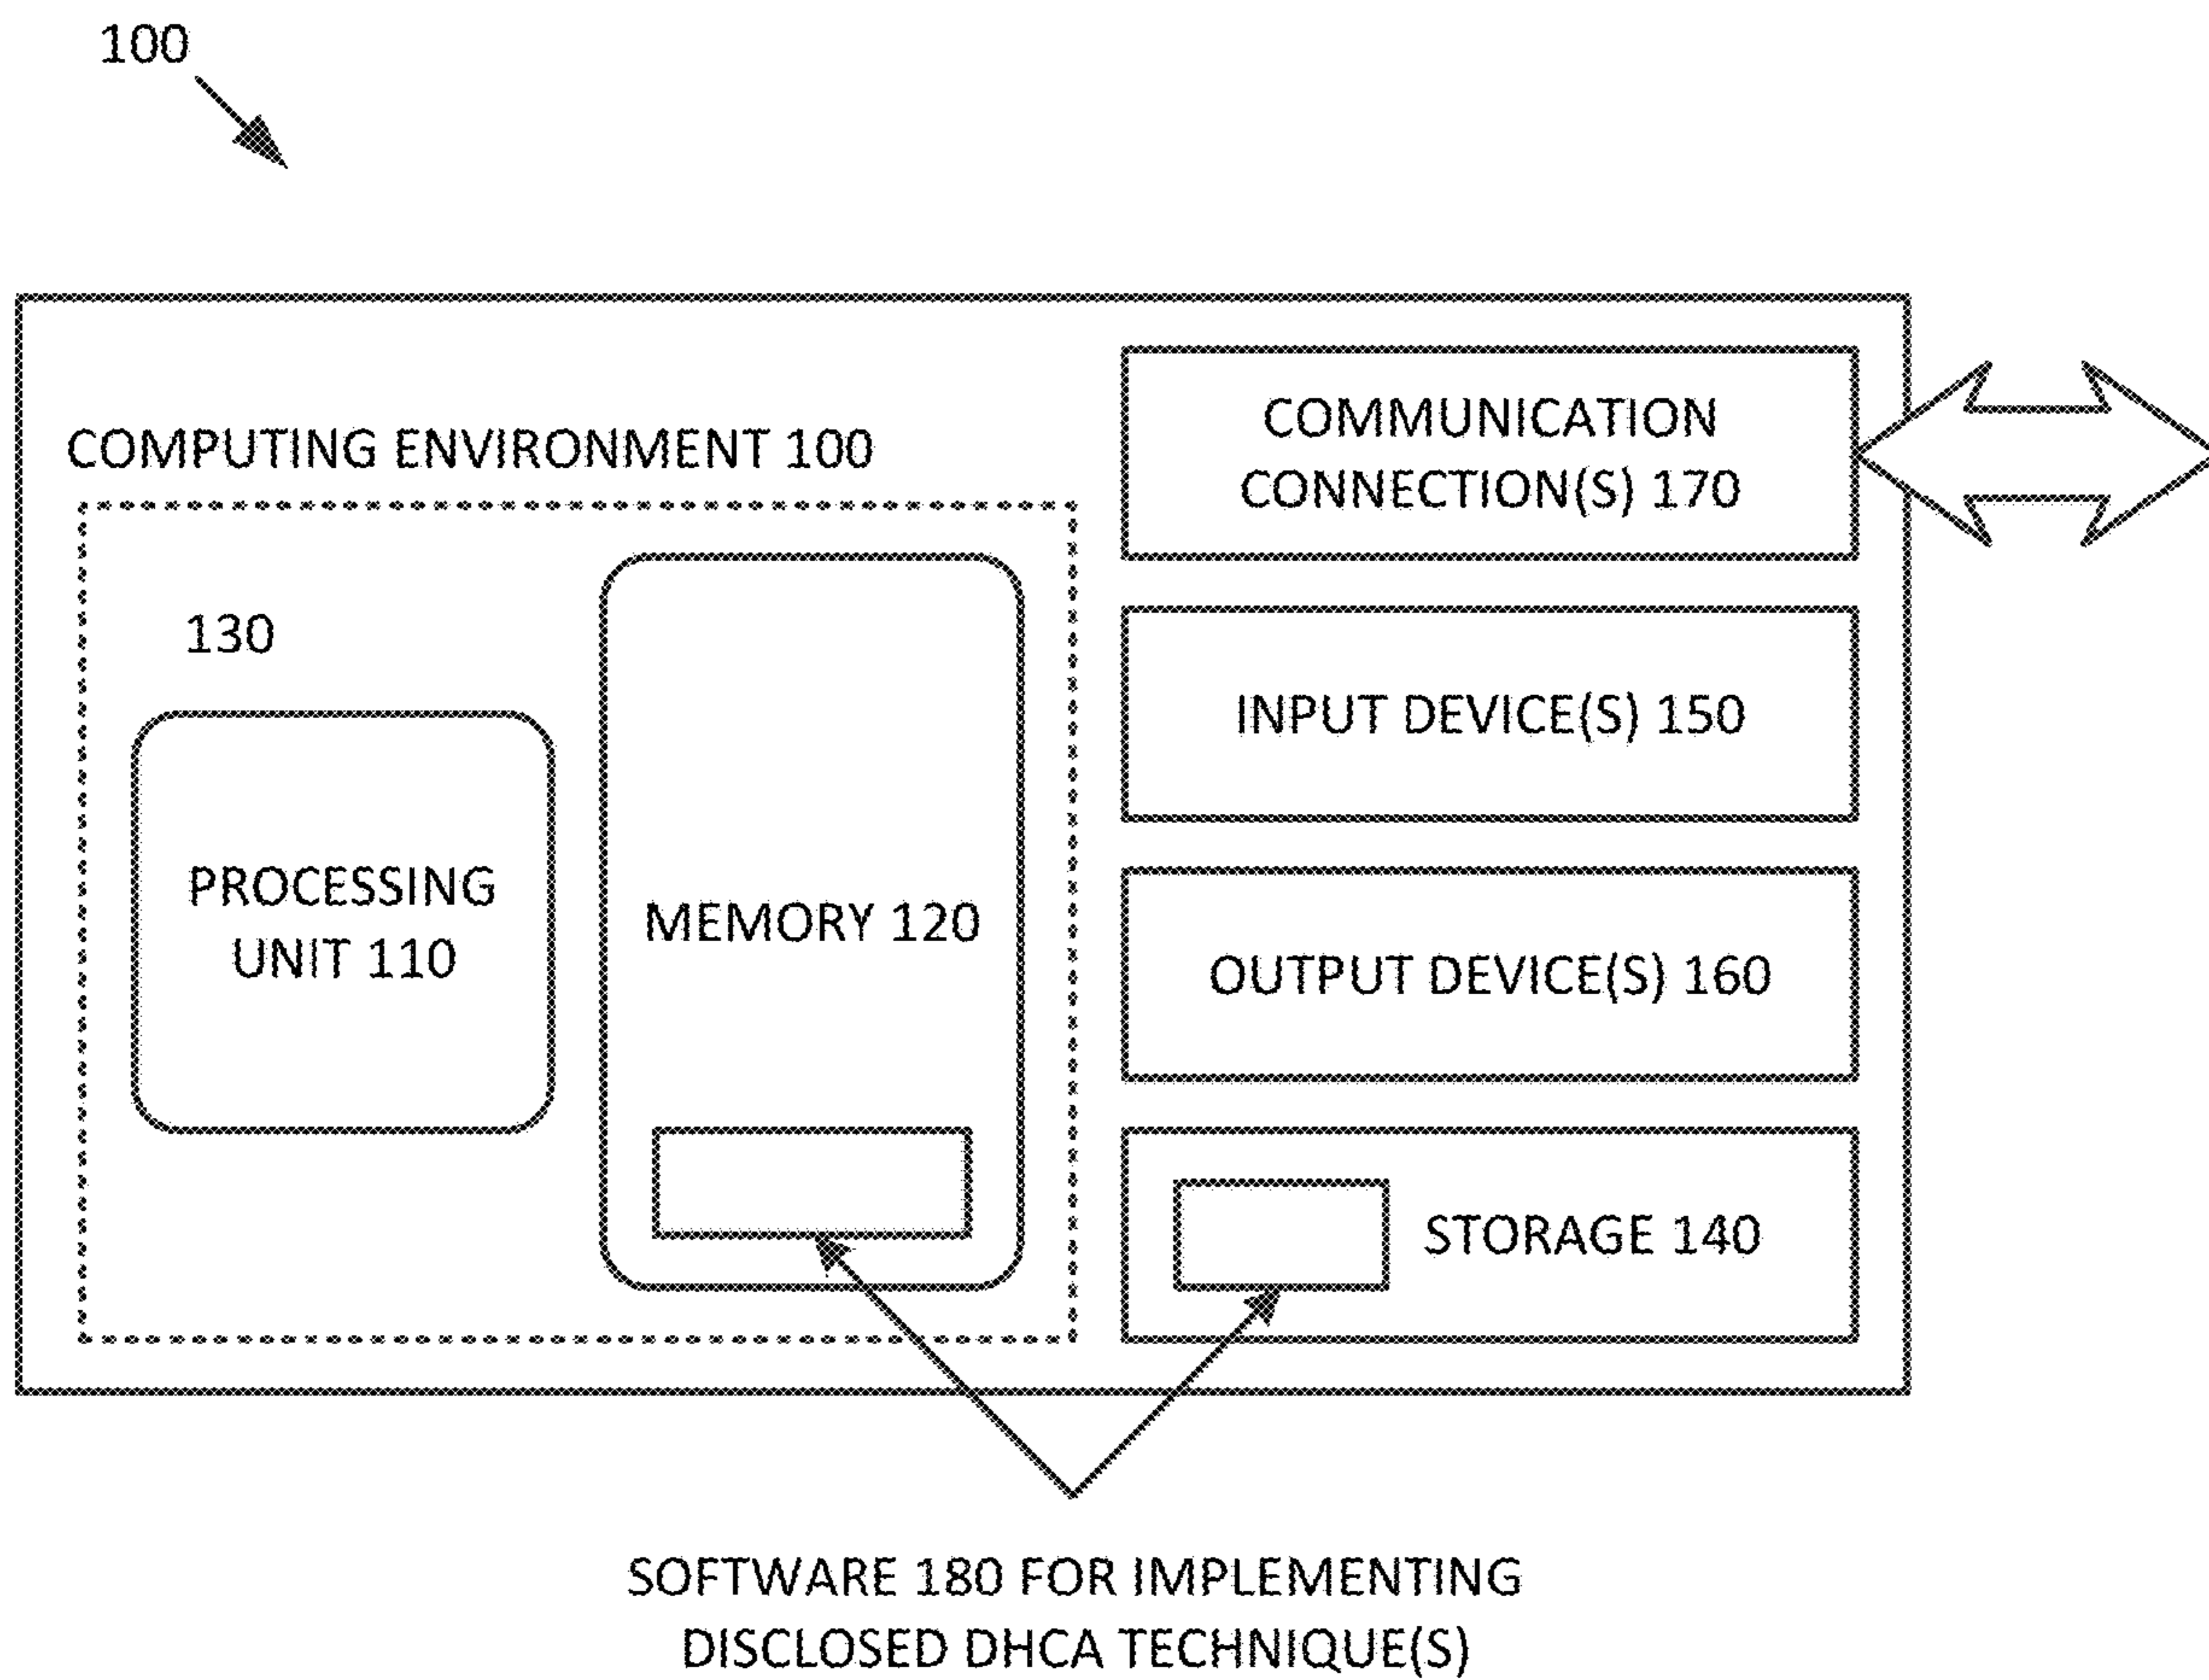 100
COMPUTING ENVIRONMENT 100
130
PROCESSING
UNIT 110
MEMORY 120
COMMUNICATION
CONNECTION(S) 170
INPUT DEVICE(S) 150
OUTPUT DEVICE(S) 160
STORAGE 140
SOFTWARE 180 FOR IMPLEMENTING
DISCLOSED DHCA TECHNIQUE(S)